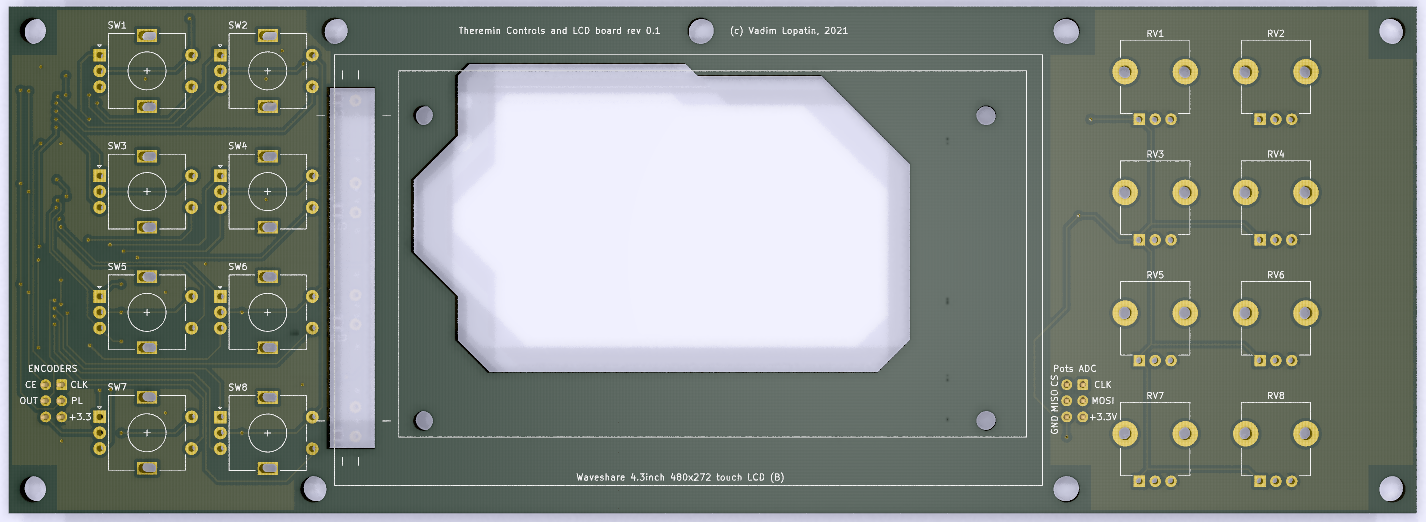 Theremin Controls and LCD board rev 0.1
(c) Vadim Lopatin, 2021
SW1
SW2
SW3
SW4
SW5
SW6
SW7
SW8
ENCODERS
CE
CLK
OUT
PL
+3.3
RV1
RV2
RV3
RV4
RV5
RV6
RV7
RV8
Pots ADC
CLK
MOSI
+3.3V
GND MISO CS
Waveshare 4.3inch 480x272 touch LCD (B)